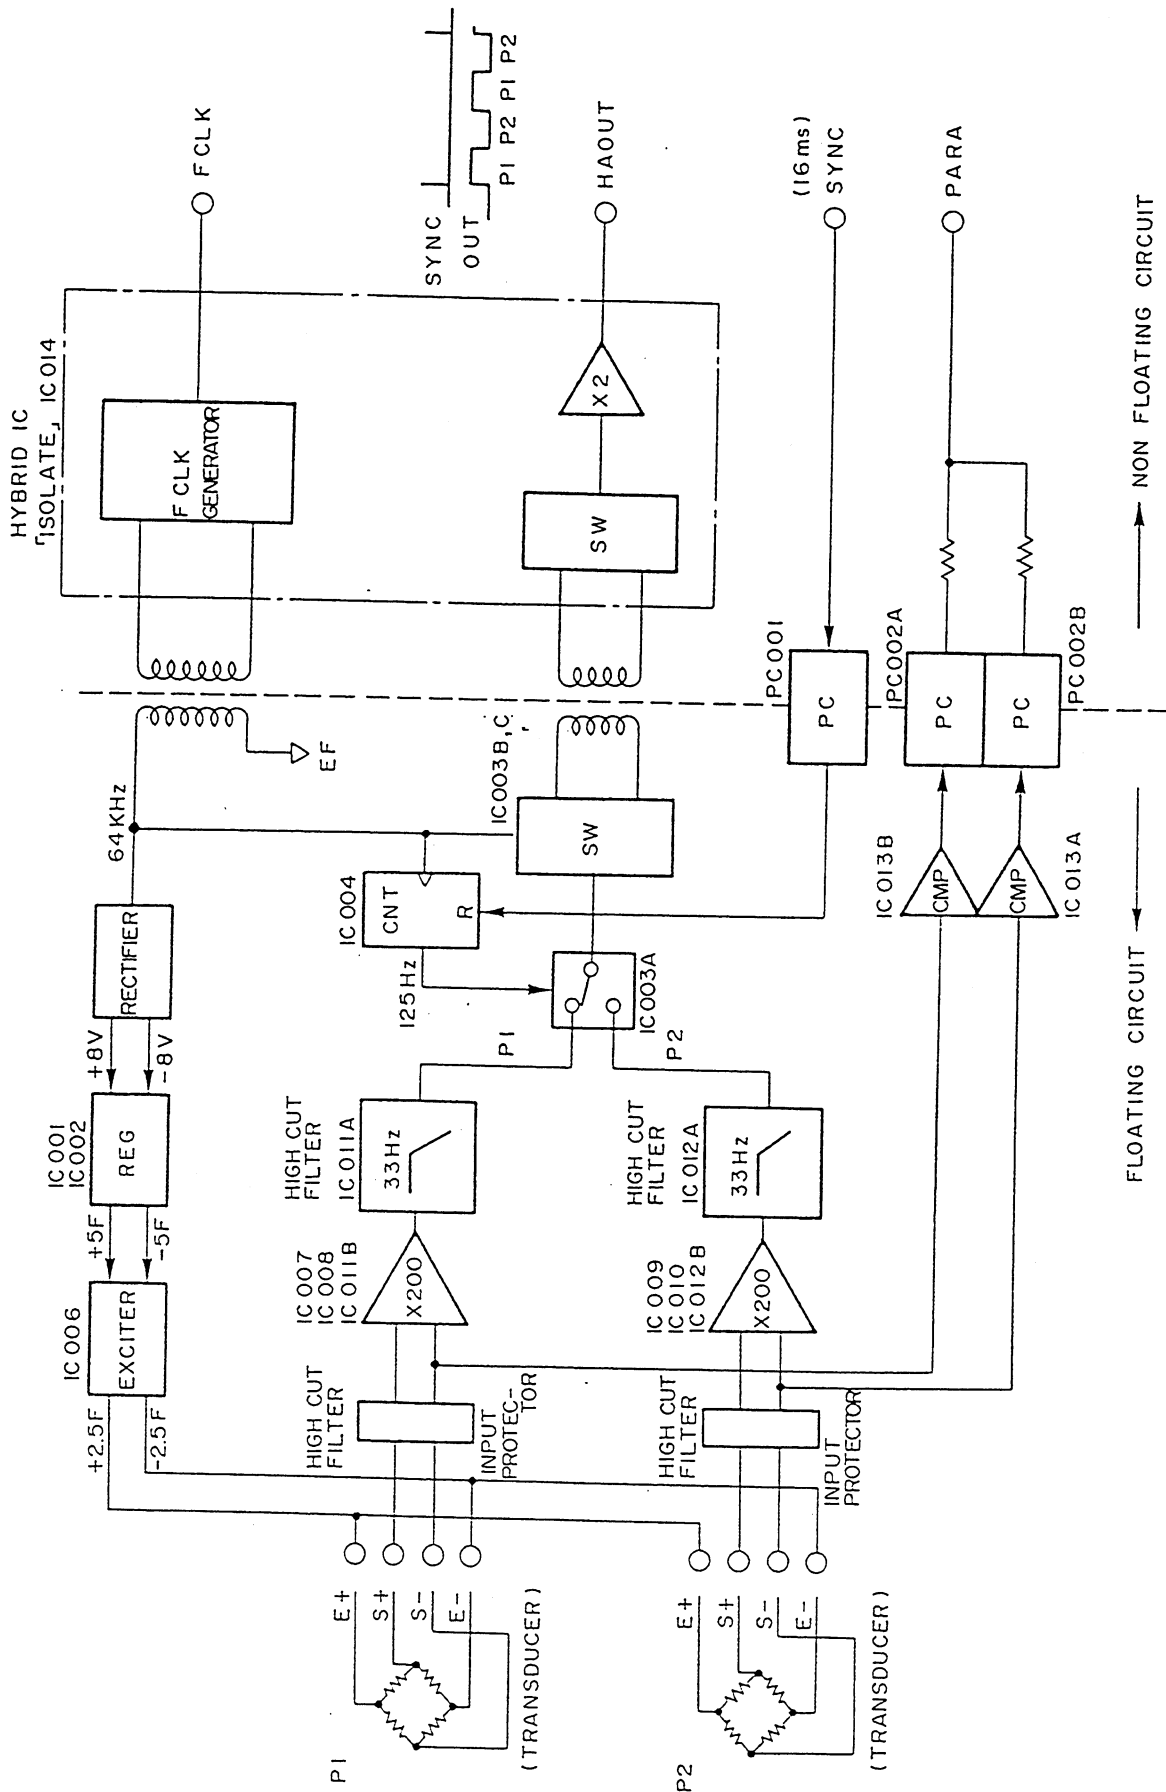 HYBRID IC
「ISOLATE」 IC014
FCLK
GENERATOR
FCLK
SYNC
OUT
P1 P2 P1 P2
SW
X2
HAOUT
(16ms)
SYNC
PARA
PC001
PC
PC002A
PC
PC
PC002B
NON FLOATING CIRCUIT
FLOATING CIRCUIT
64KHz
EF
IC003B,C
SW
IC004
CNT
R
125Hz
IC003A
IC013B
CMP
CMP
IC013A
RECTIFIER
+8V
-8V
IC001
IC002
REG
+5F
-5F
IC006
EXCITER
+2.5F
-2.5F
P1
P2
HIGH CUT
FILTER
IC011A
33Hz
HIGH CUT
FILTER
IC012A
33Hz
IC007
IC008
IC011B
X200
IC009
IC010
IC012B
X200
HIGH CUT
FILTER
INPUT
PROTEC-
TOR
HIGH CUT
FILTER
INPUT
PROTECTOR
P1
E+
S+
S-
E-
(TRANSDUCER)
P2
E+
S+
S-
E-
(TRANSDUCER)